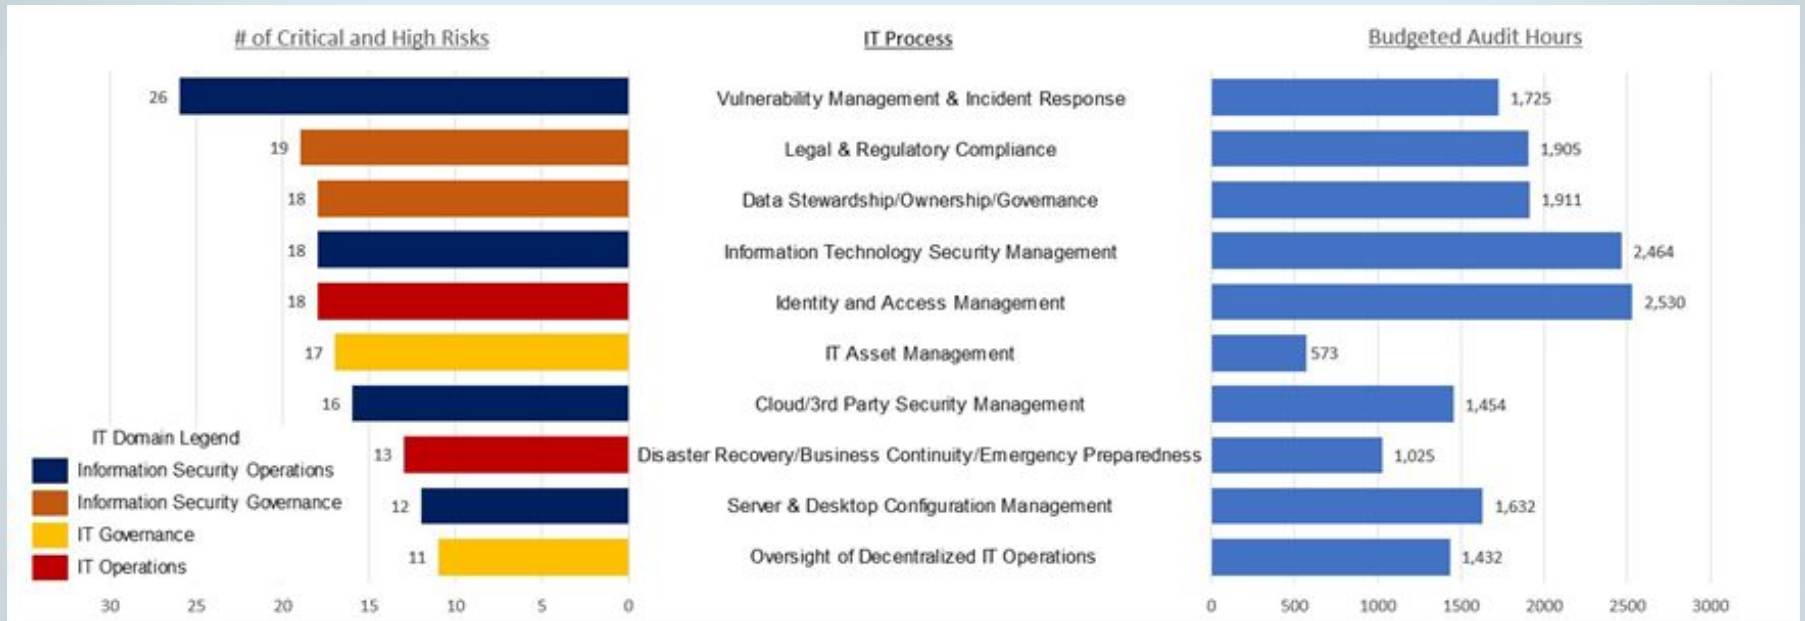 # of Critical and High Risks IT Process Budgeted Audit Hours
26 Vulnerability Management & Incident Response 1,725
19 Legal & Regulatory Compliance 1,905
18 Data Stewardship/Ownership/Governance 1,911
18 Information Technology Security Management 2,464
18 Identity and Access Management 2,530
17 IT Asset Management 573
16 Cloud/3rd Party Security Management 1,454
13 Disaster Recovery/Business Continuity/Emergency Preparedness 1,025
12 Server & Desktop Configuration Management 1,632
11 Oversight of Decentralized IT Operations 1,432
IT Domain Legend
Information Security Operations
Information Security Governance
IT Governance
IT Operations
30 25 20 15 10 5 0 0 500 1000 1500 2000 2500 3000